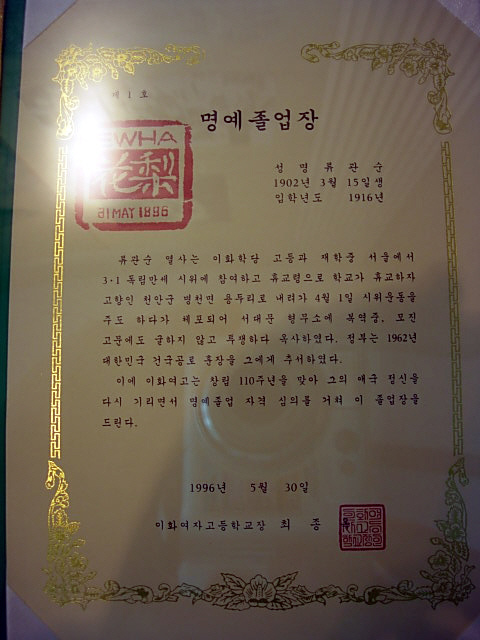 제 1 호
명예졸업장
EWHA
梨
31 MAY 1886
성 명 류 관 순
1902년 3월 15일생
입학년도 1916년
류관순 열사는 이화학당 고등과 재학중 서울에서
3·1 독립만세 시위에 참여하고 휴교령으로 학교가 휴교하자
고향인 천안군 병천면 용두리로 내려가 4월 1일 시위운동을
주도 하다가 체포되어 서대문 형무소에 복역중, 모진
고문에도 굴하지 않고 투쟁하다 옥사하였다. 정부는 1962년
대한민국 건국공로 훈장을 그에게 추서하였다.
이에 이화여고는 창립 110주년을 맞아 그의 애국 정신을
다시 기리면서 명예졸업 자격 심의를 거쳐 이 졸업장을
드린다.
1996년 5월 30일
이화여자고등학교장 최 종